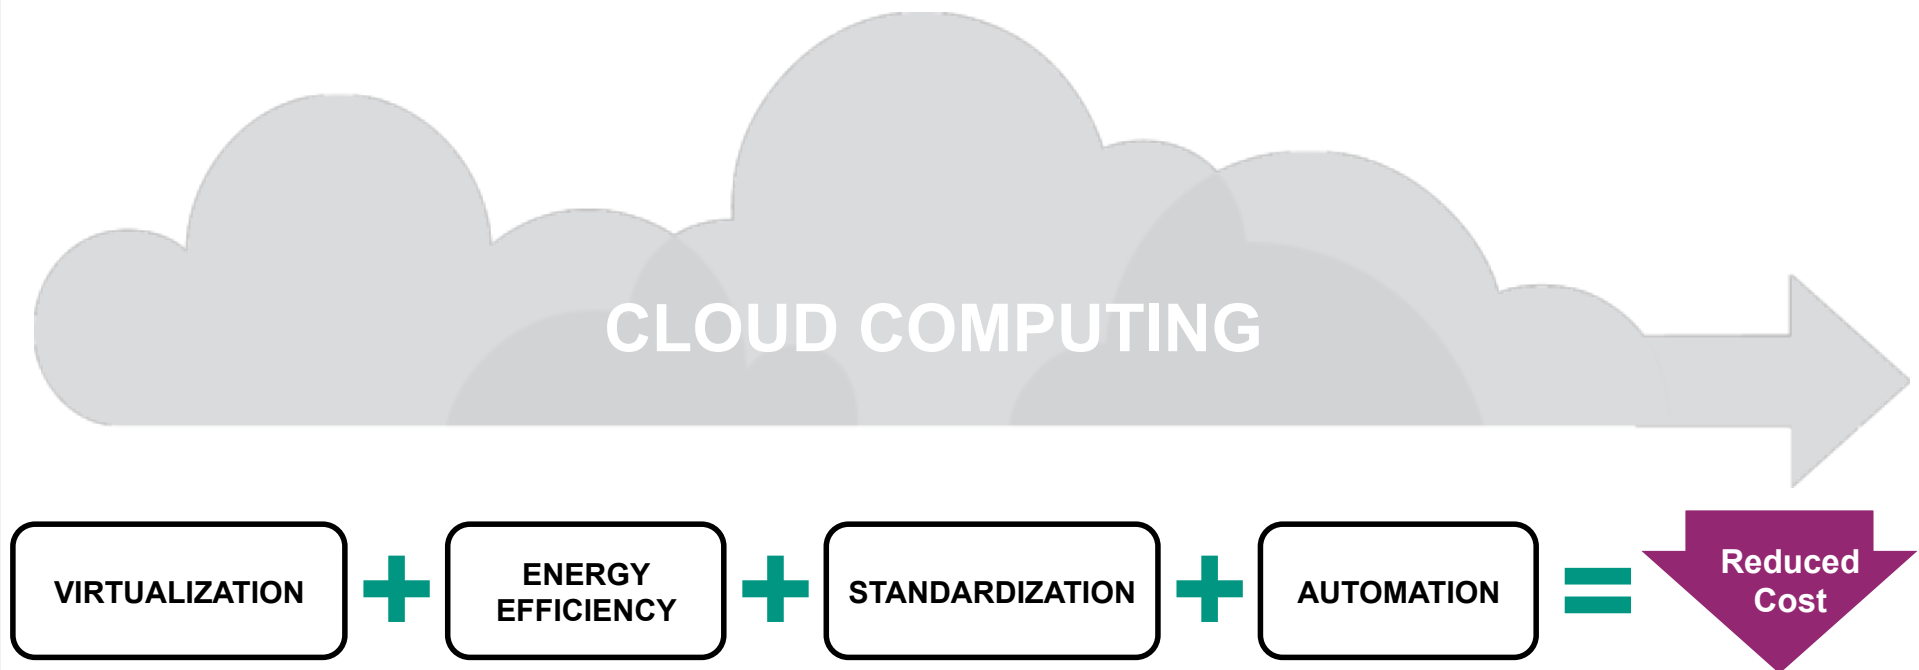 CLOUD COMPUTING
VIRTUALIZATION
ENERGY
EFFICIENCY
STANDARDIZATION
AUTOMATION
Reduced
Cost